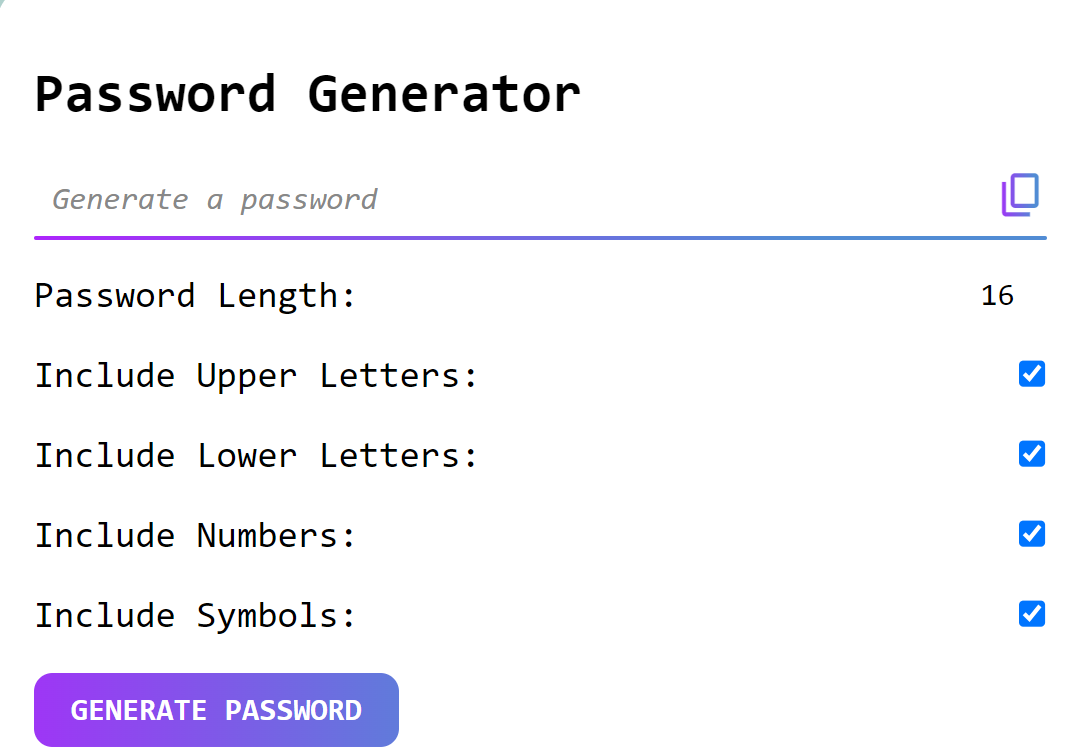 Password Generator
Generate a password
Password Length: 16
Include Upper Letters:
Include Lower Letters:
Include Numbers:
Include Symbols:
GENERATE PASSWORD